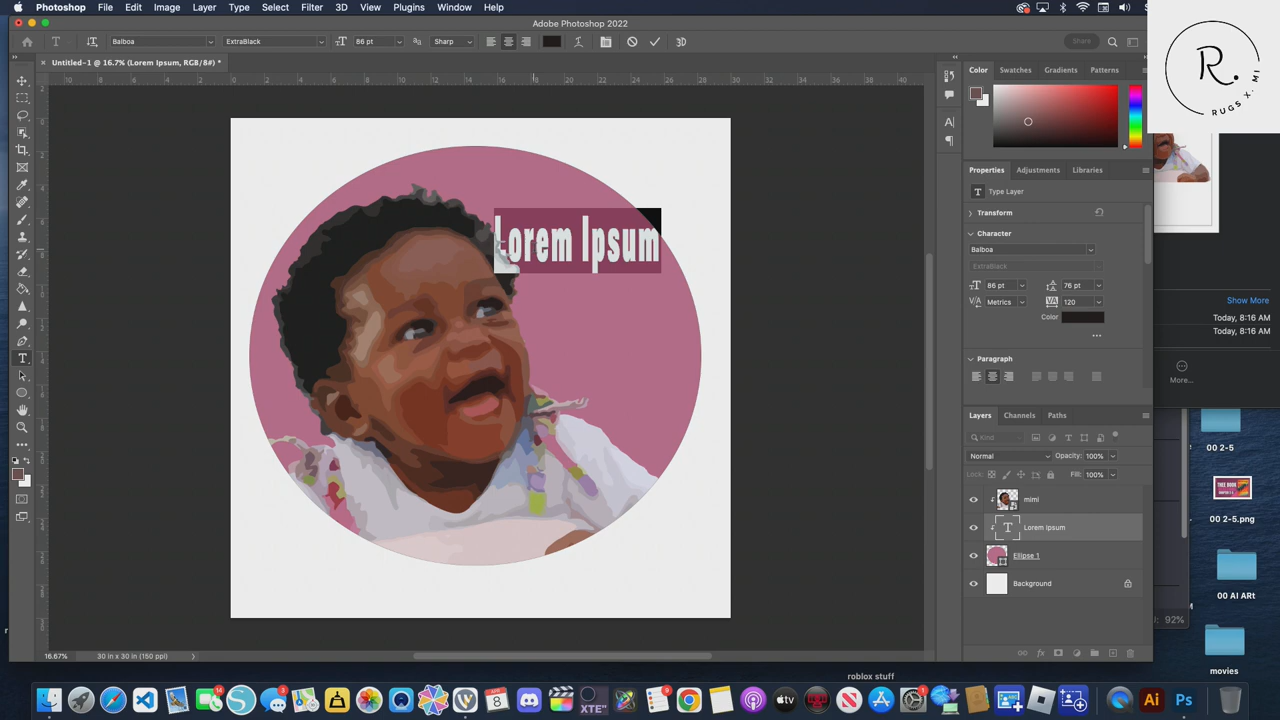 Photoshop File Edit Image Layer Type Select Filter 3D View Plugins Window Help
Adobe Photoshop 2022
Balboa ExtraBlack 86 pt Sharp 3D Share
Untitled-1 @ 16.7% (Lorem Ipsum, RGB/8#) *
Color Swatches Gradients Patterns
R.
RUGS X. MI
Properties Adjustments Libraries
Type Layer
Transform
Character
Balboa
ExtraBlack
86 pt 76 pt
Metrics 120
Color
Paragraph
Layers Channels Paths
Kind
Normal Opacity: 100%
Lock: Fill: 100%
mimi
Lorem Ipsum
Ellipse 1
Background
Lorem Ipsum
Show More
Today, 8:16 AM
Today, 8:16 AM
More...
00 2-5
00 2-5.png
00 AI ARt
U: 92%
movies
16.67% 30 in x 30 in (150 ppi)
roblox stuff